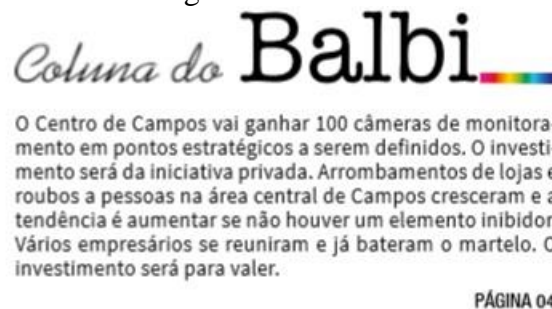 Coluna do Balbi
O Centro de Campos vai ganhar 100 câmeras de monitora-
mento em pontos estratégicos a serem definidos. O investi-
mento será da iniciativa privada. Arrombamentos de lojas e
roubos a pessoas na área central de Campos cresceram e a
tendência é aumentar se não houver um elemento inibidor
Vários empresários se reuniram e já bateram o martelo. O
investimento será para valer.
PÁGINA 04